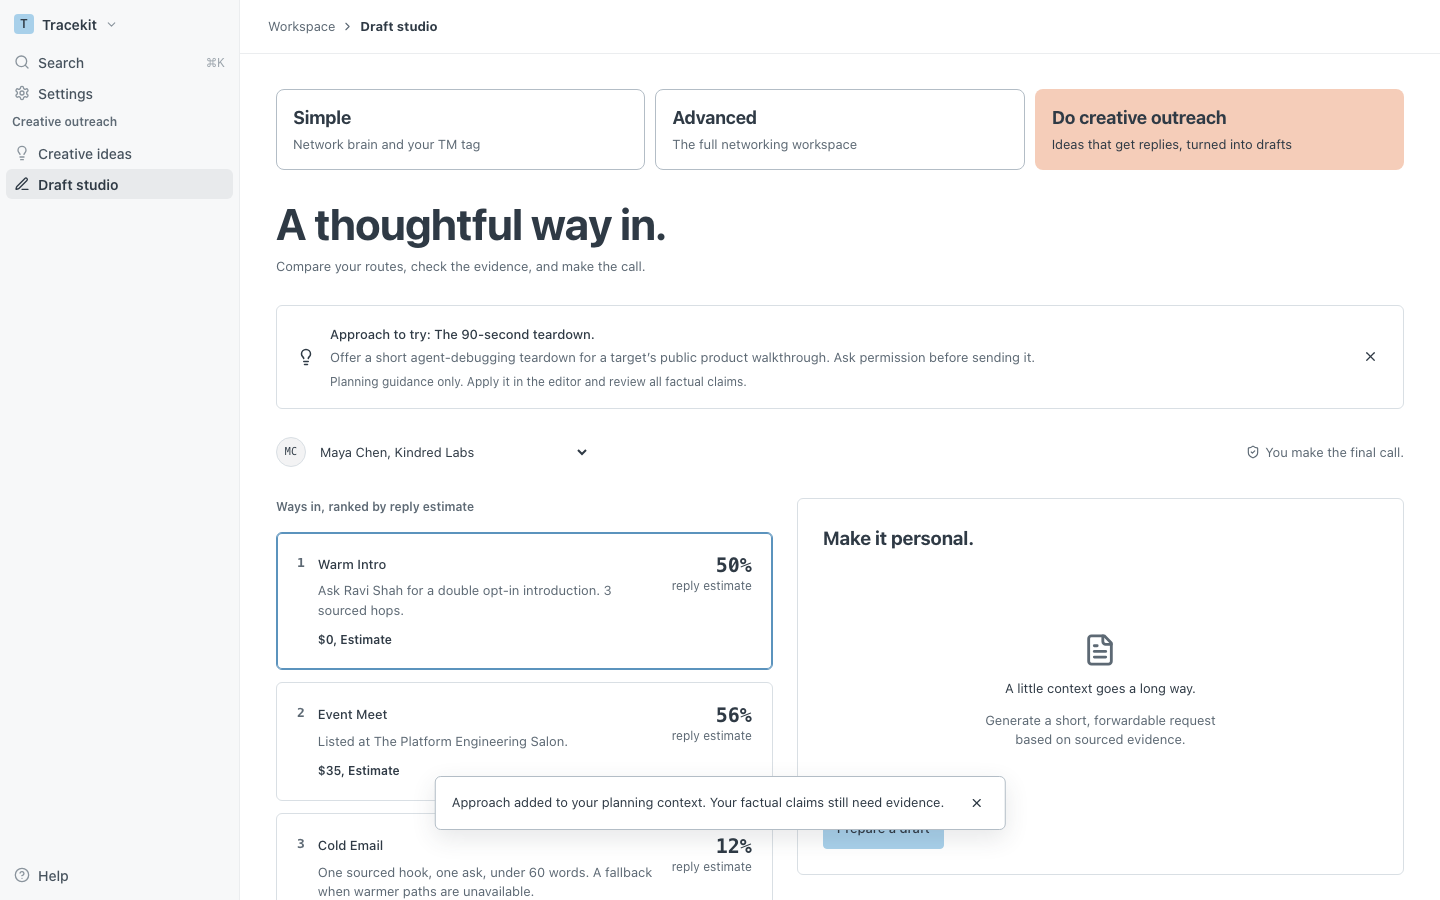 T Tracekit
Search ⌘K
Settings
Creative outreach
Creative ideas
Draft studio
Help
Workspace > Draft studio
Simple
Network brain and your TM tag
Advanced
The full networking workspace
Do creative outreach
Ideas that get replies, turned into drafts
A thoughtful way in.
Compare your routes, check the evidence, and make the call.
Approach to try: The 90-second teardown.
Offer a short agent-debugging teardown for a target's public product walkthrough. Ask permission before sending it.
Planning guidance only. Apply it in the editor and review all factual claims.
MC Maya Chen, Kindred Labs
You make the final call.
Ways in, ranked by reply estimate
1 Warm Intro 50%
reply estimate
Ask Ravi Shah for a double opt-in introduction. 3
sourced hops.
$0, Estimate
2 Event Meet 56%
reply estimate
Listed at The Platform Engineering Salon.
$35, Estimate
3 Cold Email 12%
reply estimate
One sourced hook, one ask, under 60 words. A fallback
when warmer paths are unavailable.
Make it personal.
A little context goes a long way.
Generate a short, forwardable request
based on sourced evidence.
Approach added to your planning context. Your factual claims still need evidence.
Prepare a draft